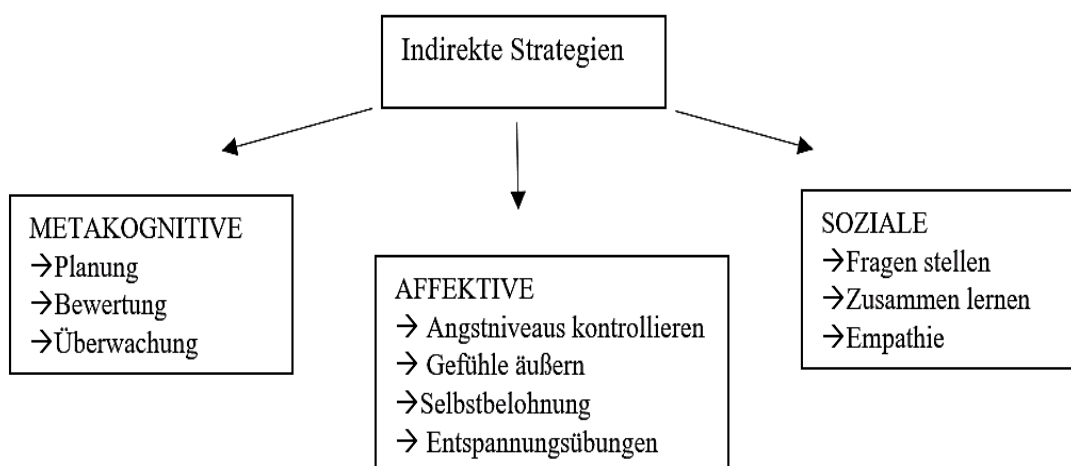 Indirekte Strategien
METAKOGNITIVE
→Planung
→Bewertung
→Überwachung
AFFEKTIVE
→ Angstniveaus kontrollieren
→ Gefühle äußern
→Selbstbelohnung
→ Entspannungsübungen
SOZIALE
→Fragen stellen
→Zusammen lernen
→Empathie